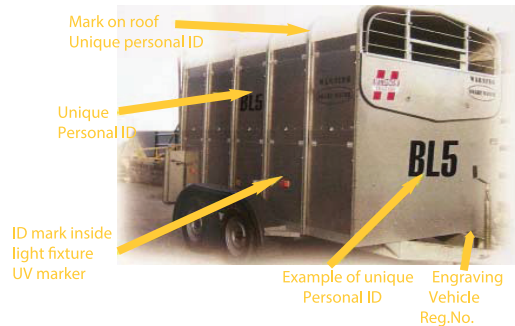 Mark on roof
Unique personal ID
Unique
Personal ID
BL5
WARNING
BL5
ID mark inside
light fixture
UV marker
Example of unique
Personal ID
Engraving
Vehicle
Reg.No.